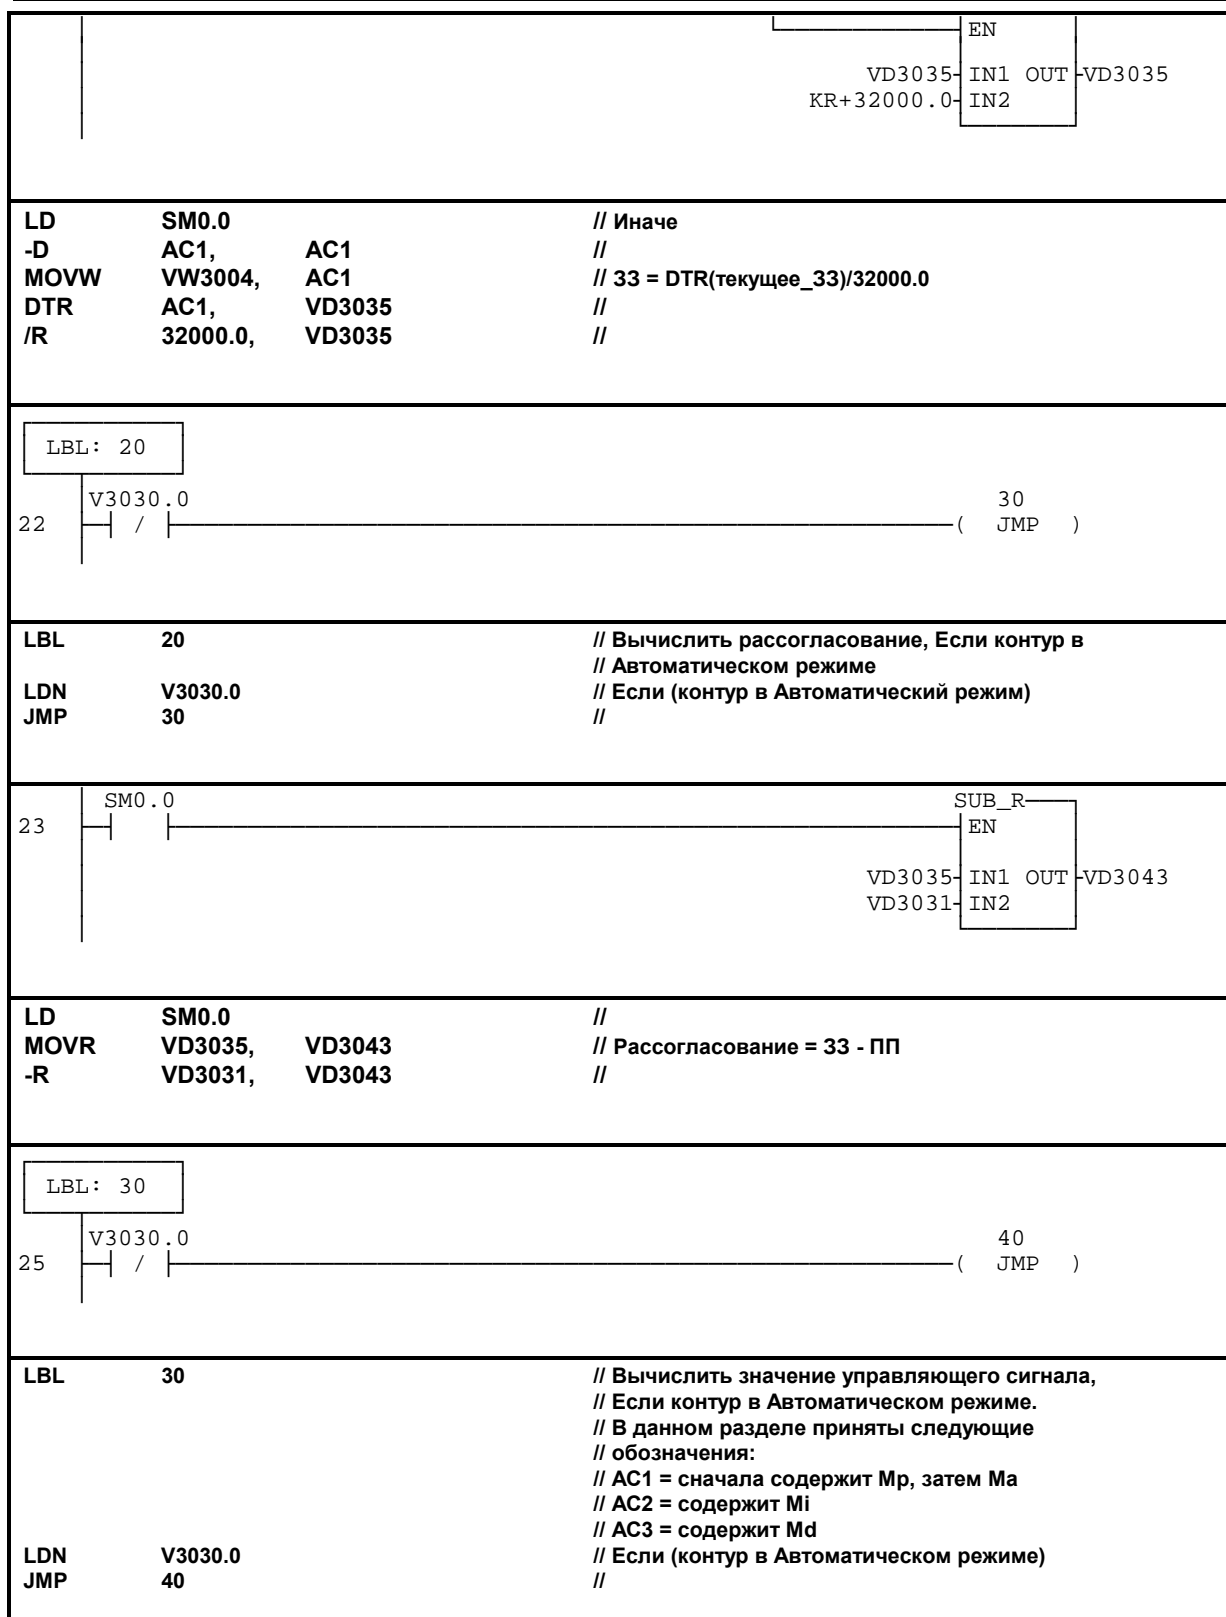 EN
VD3035 IN1 OUT VD3035
KR+32000.0 IN2
LD SM0.0 // Иначе
-D AC1, AC1 //
MOVW VW3004, AC1 // ЗЗ = DTR(текущее_ЗЗ)/32000.0
DTR AC1, VD3035 //
/R 32000.0, VD3035 //
LBL: 20
V3030.0 30
22 / ( JMP )
LBL 20 // Вычислить рассогласование, Если контур в
// Автоматическом режиме
LDN V3030.0 // Если (контур в Автоматический режим)
JMP 30 //
SM0.0 SUB_R
23 EN
VD3035 IN1 OUT VD3043
VD3031 IN2
LD SM0.0 //
MOVR VD3035, VD3043 // Рассогласование = ЗЗ - ПП
-R VD3031, VD3043 //
LBL: 30
V3030.0 40
25 / ( JMP )
LBL 30 // Вычислить значение управляющего сигнала,
// Если контур в Автоматическом режиме.
// В данном разделе приняты следующие
// обозначения:
// AC1 = сначала содержит Mp, затем Ma
// AC2 = содержит Mi
// AC3 = содержит Md
LDN V3030.0 // Если (контур в Автоматическом режиме)
JMP 40 //